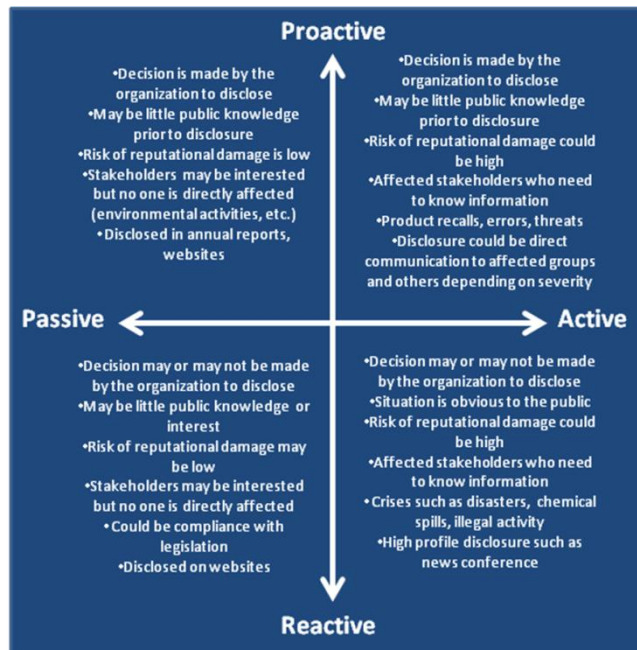 Proactive
•Decision is made by the
organization to disclose
•May be little public knowledge
prior to disclosure
•Risk of reputational damage is low
•Stakeholders may be interested
but no one is directly affected
(environmental activities, etc.)
•Disclosed in annual reports,
websites
•Decision is made by the
organization to disclose
•May be little public knowledge
prior to disclosure
•Risk of reputational damage could
be high
•Affected stakeholders who need
to know information
•Product recalls, errors, threats
•Disclosure could be direct
communication to affected groups
and others depending on severity
Passive
Active
•Decision may or may not be made
by the organization to disclose
•May be little public knowledge or
interest
•Risk of reputational damage may
be low
•Stakeholders may be interested
but no one is directly affected
•Could be compliance with
legislation
•Disclosed on websites
•Decision may or may not be made
by the organization to disclose
•Situation is obvious to the public
•Risk of reputational damage could
be high
•Affected stakeholders who need
to know information
•Crises such as disasters, chemical
spills, illegal activity
•High profile disclosure such as
news conference
Reactive